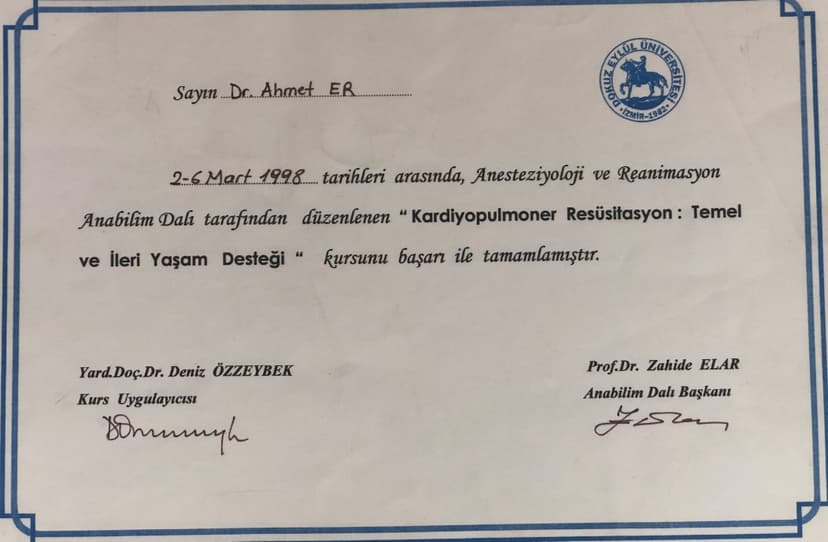 DOKUZ EYLÜL ÜNİVERSİTESİ
İZMİR-1982
Sayın Dr. Ahmet ER
2-6 Mart 1998 tarihleri arasında, Anesteziyoloji ve Reanimasyon
Anabilim Dalı tarafından düzenlenen “ Kardiyopulmoner Resüsitasyon : Temel
ve İleri Yaşam Desteği “ kursunu başarı ile tamamlamıştır.
Yard.Doç.Dr. Deniz ÖZZEYBEK
Kurs Uygulayıcısı
Prof.Dr. Zahide ELAR
Anabilim Dalı Başkanı